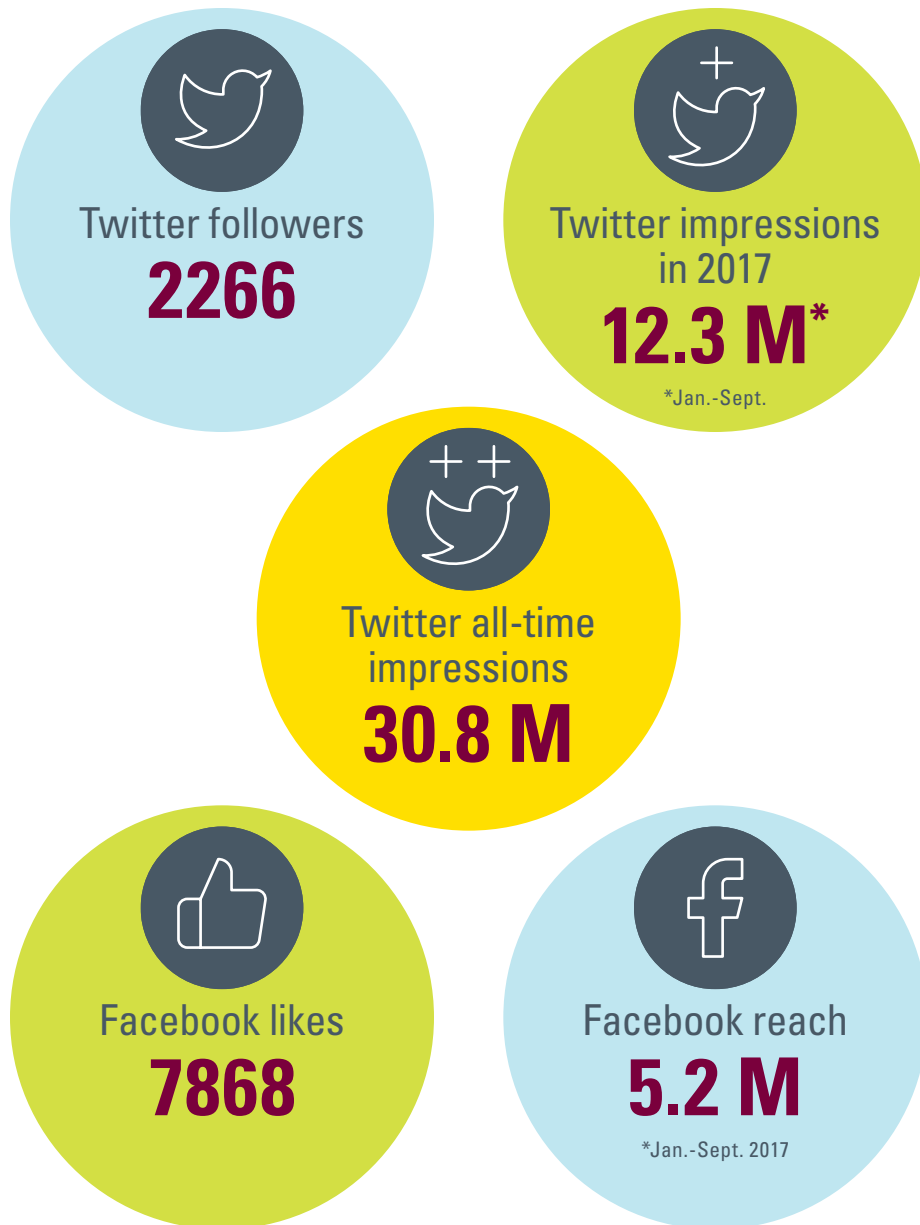 Twitter followers
2266
Twitter impressions
in 2017
12.3 M*
*Jan.-Sept.
Twitter all-time
impressions
30.8 M
Facebook likes
7868
Facebook reach
5.2 M
*Jan.-Sept. 2017